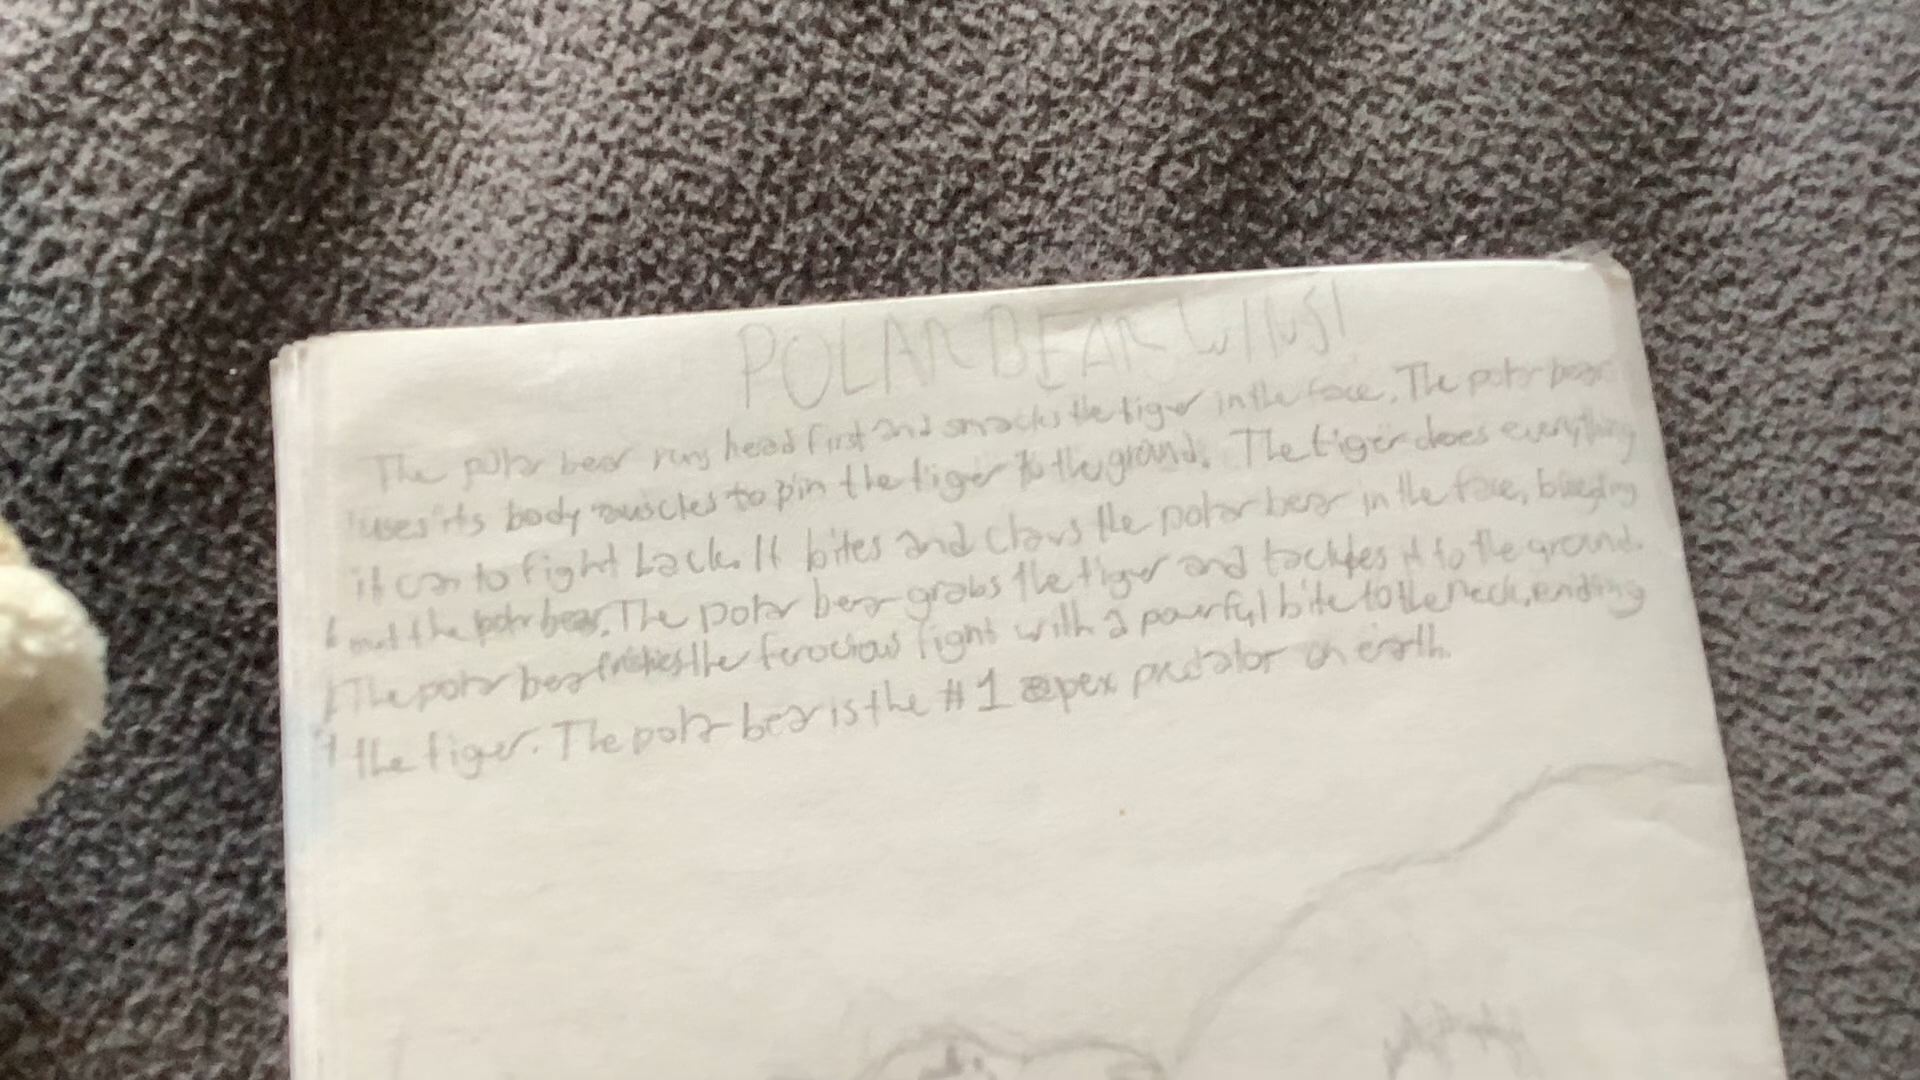 POLAR BEAR WINS!
The polar bear runs head first and smacks the tiger in the face. The polar bear
uses its body muscles to pin the tiger to the ground. The tiger does everything
it can to fight back. It bites and claws the polar bear in the face, bleeding
out the polar bear. The polar bear grabs the tiger and tackles it to the ground.
The polar bear finishes the ferocious fight with a powerful bite to the neck, ending
the tiger. The polar bear is the #1 apex predator on earth.